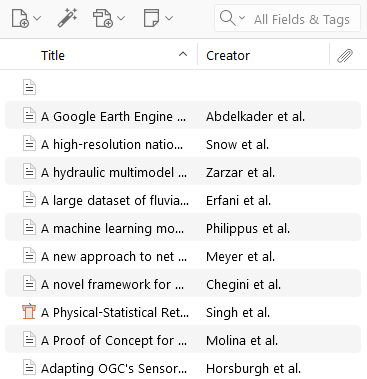 All Fields & Tags
Title Creator
A Google Earth Engine ... Abdelkader et al.
A high-resolution natio... Snow et al.
A hydraulic multimodel ... Zarzar et al.
A large dataset of fluvia... Erfani et al.
A machine learning mo... Philippus et al.
A new approach to net ... Meyer et al.
A novel framework for ... Chegini et al.
A Physical-Statistical Ret... Singh et al.
A Proof of Concept for ... Molina et al.
Adapting OGC's Sensor... Horsburgh et al.